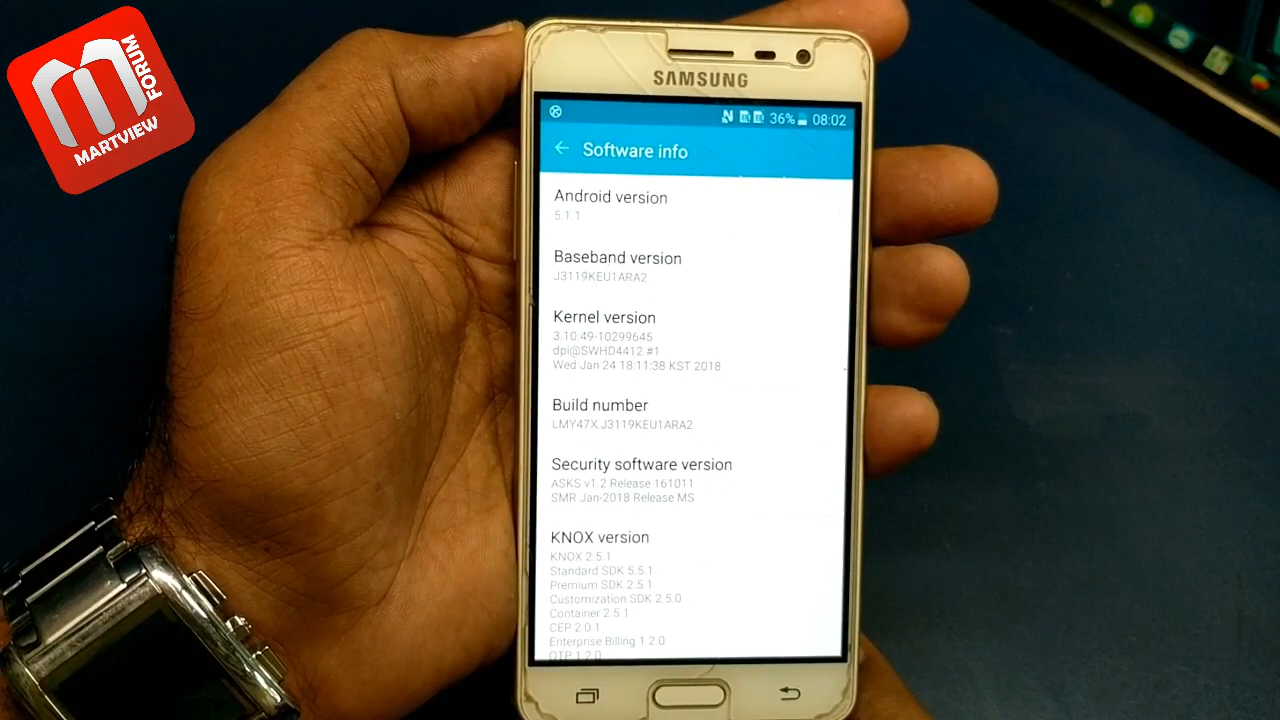 M
FORUM
MARTVIEW
SAMSUNG
36% 08:02
Software info
Android version
5.1.1
Baseband version
J3119KEU1ARA2
Kernel version
3.10.49-10299645
dpi@SWHD4412 #1
Wed Jan 24 18:11:38 KST 2018
Build number
LMY47X.J3119KEU1ARA2
Security software version
ASKS v1.2 Release 161011
SMR Jan-2018 Release MS
KNOX version
KNOX 2.5.1
Standard SDK 5.5.1
Premium SDK 2.5.1
Customization SDK 2.5.0
Container 2.5.1
CEP 2.0.1
Enterprise Billing 1.2.0
OTP 1.2.0